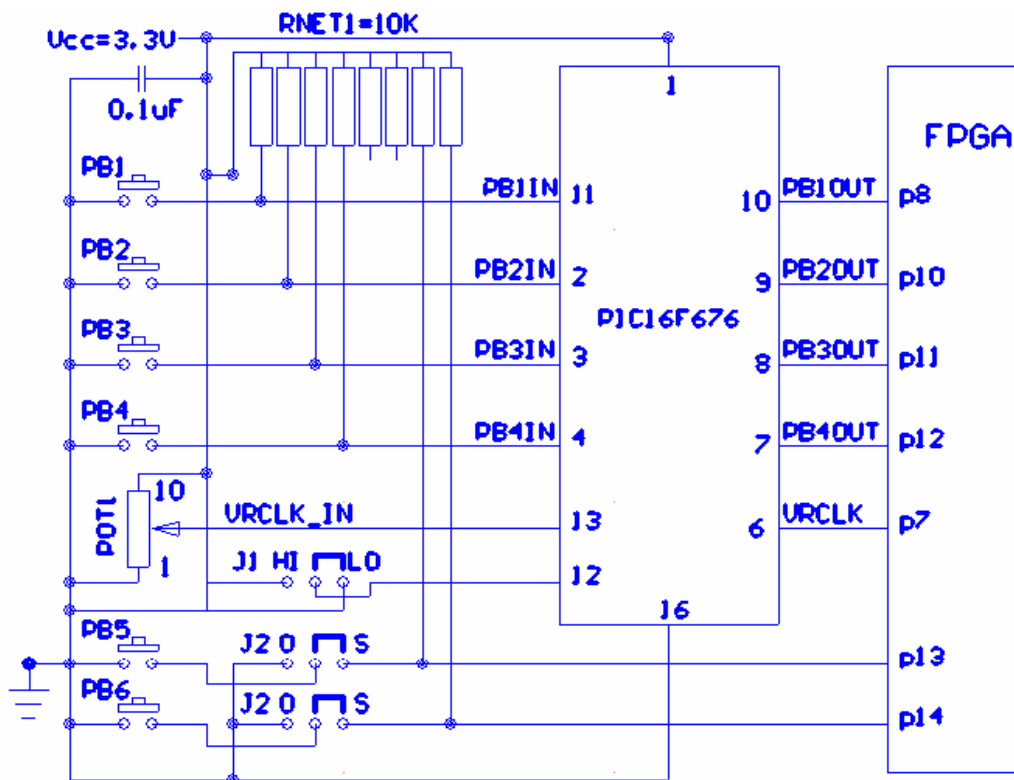 RNET1=10K
Vcc=3.3V
0.1uF
1
FPGA
PB1
PB1IN 11
10 PB1OUT p8
PB2
PB2IN 2
9 PB2OUT p10
PIC16F676
PB3
PB3IN 3
8 PB3OUT p11
PB4
PB4IN 4
7 PB4OUT p12
POT1
10
1
VRCLK_IN 13
6 VRCLK p7
J1 HI LO
12
16
PB5
J2 O S
p13
PB6
J2 O S
p14